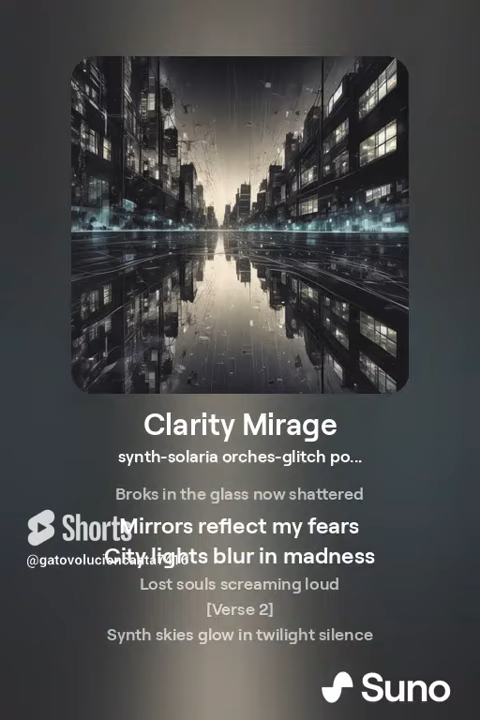 Clarity Mirage
synth-solaria orches-glitch po...
Broks in the glass now shattered
Shorts
Mirrors reflect my fears
City lights blur in madness
Lost souls screaming loud
[Verse 2]
Synth skies glow in twilight silence
Suno